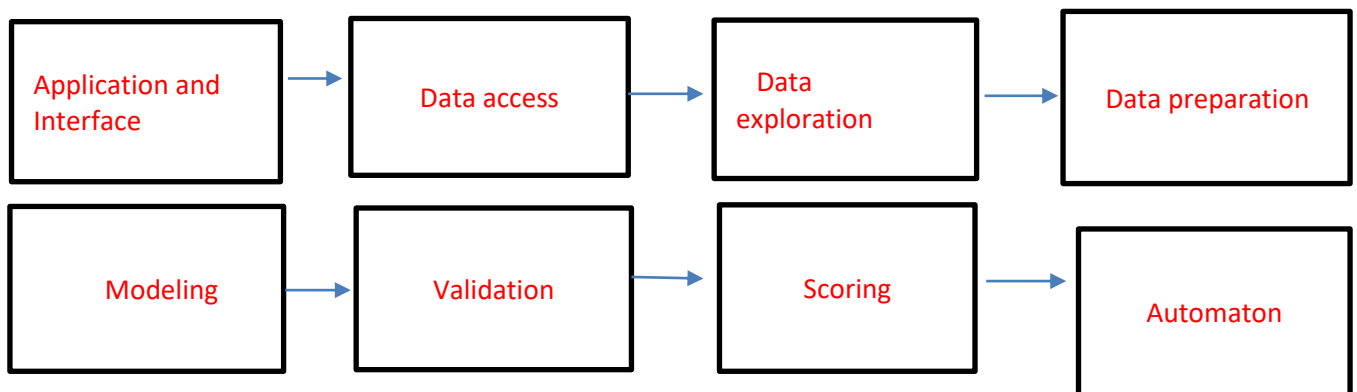 Application and
Interface
Data access
Data
exploration
Data preparation
Modeling
Validation
Scoring
Automaton